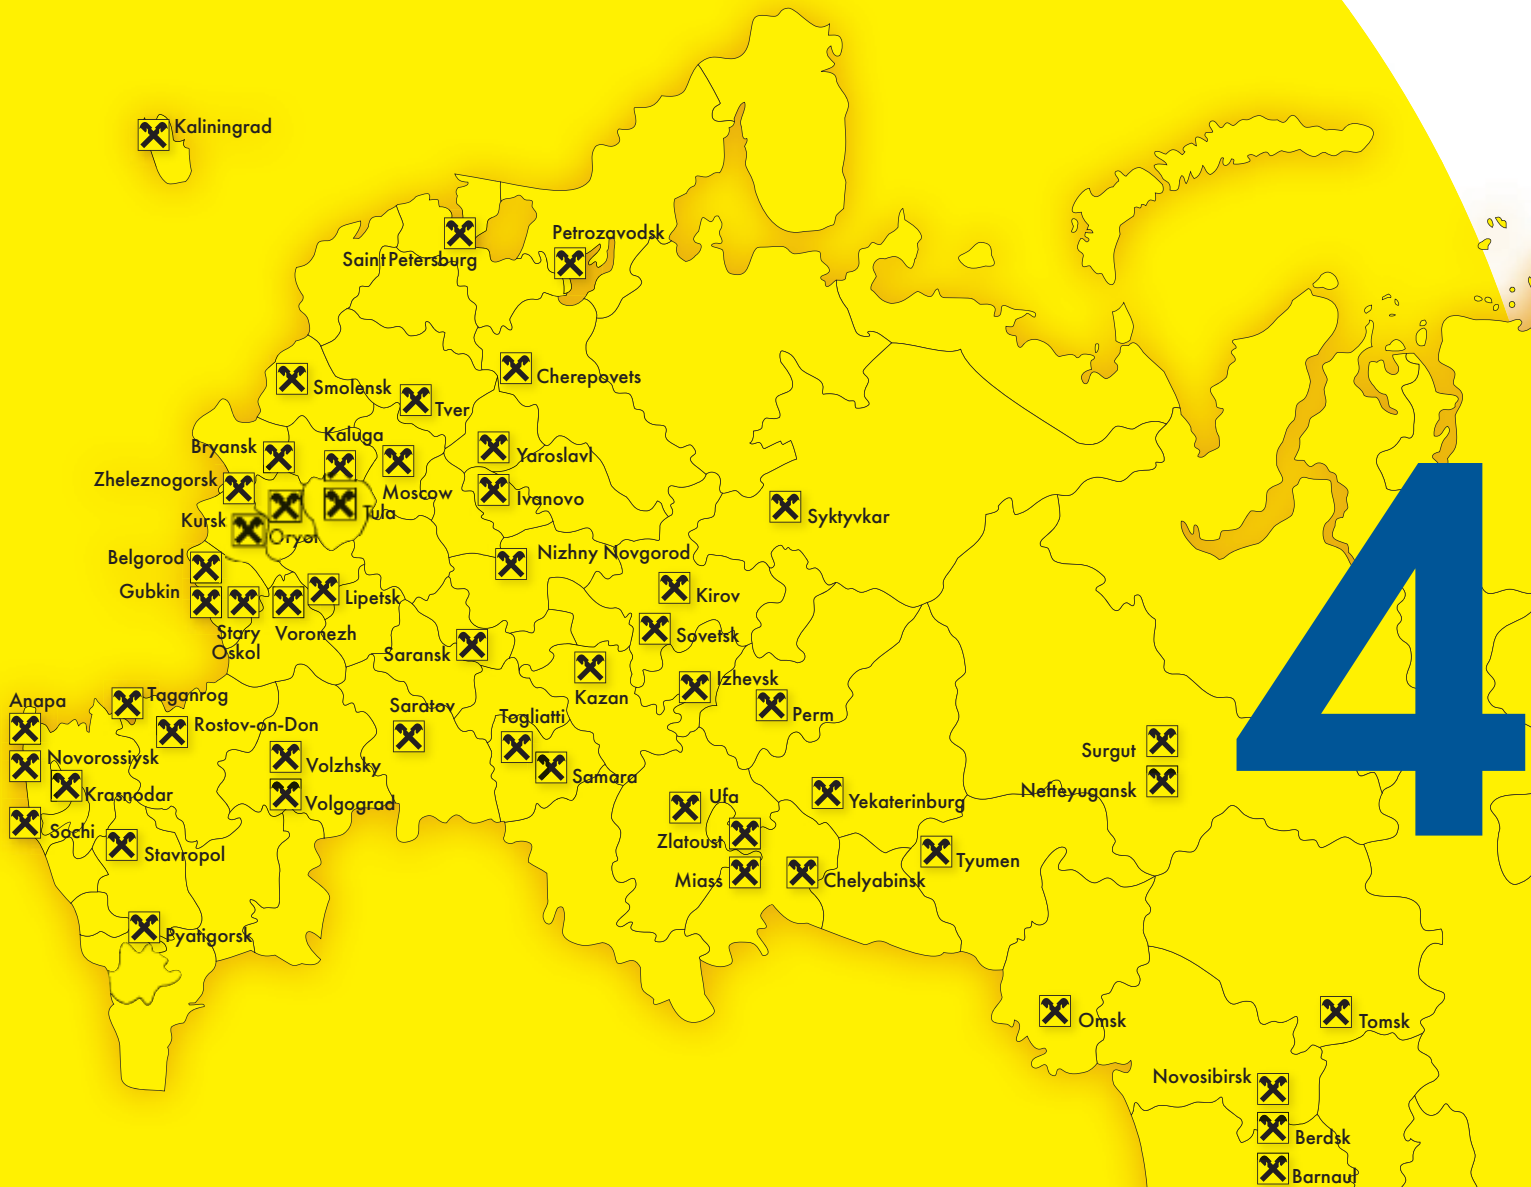 Kaliningrad
Petrozavodsk
Saint Petersburg
Cherepovets
Smolensk
Tver
Kaluga
Bryansk
Yaroslavl
Zheleznogorsk
Moscow
Ivanovo
Tula
Syktyvkar
Kursk
Oryol
Nizhny Novgorod
Belgorod
Gubkin
Lipetsk
Kirov
Stary
Oskol
Voronezh
Sovetsk
Saransk
Izhevsk
Kazan
Taganrog
Anapa
Saratov
Togliatti
Perm
Rostov-on-Don
Surgut
Novorossiysk
Volzhsky
Samara
Nefteyugansk
Krasnodar
Volgograd
Ufa
Yekaterinburg
Sochi
Zlatoust
Stavropol
Tyumen
Miass
Chelyabinsk
Pyatigorsk
Omsk
Tomsk
Novosibirsk
Berdsk
Barnaul
4